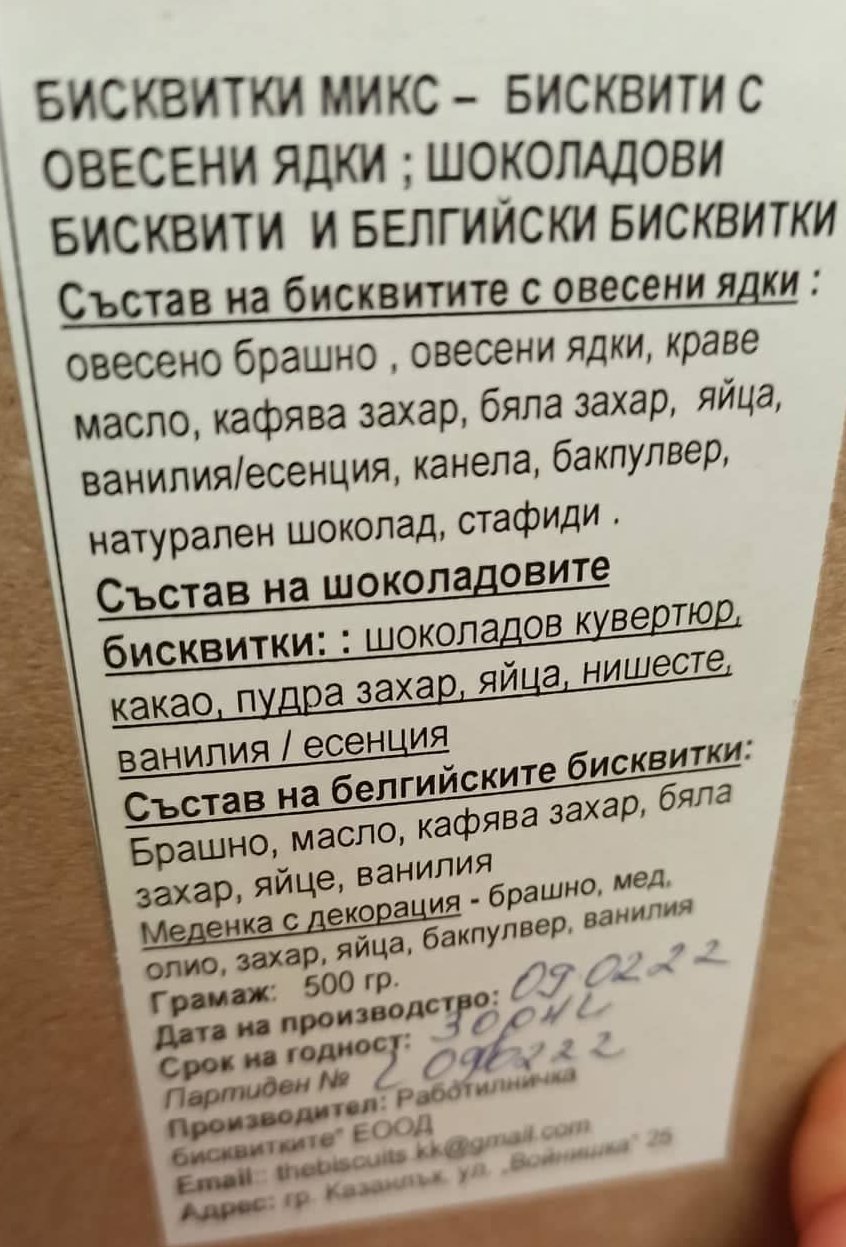 БИСКВИТКИ МИКС – БИСКВИТИ С
ОВЕСЕНИ ЯДКИ ; ШОКОЛАДОВИ
БИСКВИТИ И БЕЛГИЙСКИ БИСКВИТКИ
Състав на бисквитите с овесени ядки :
овесено брашно , овесени ядки, краве
масло, кафява захар, бяла захар, яйца,
ванилия/есенция, канела, бакпулвер,
натурален шоколад, стафиди .
Състав на шоколадовите
бисквитки: : шоколадов кувертюр,
какао, пудра захар, яйца, нишесте,
ванилия / есенция
Състав на белгийските бисквитки:
Брашно, масло, кафява захар, бяла
захар, яйце, ванилия
Меденка с декорация - брашно, мед,
олио, захар, яйца, бакпулвер, ванилия
Грамаж: 500 гр.
Дата на производство: 090222
Срок на годност:
Партиден № L 090222
Производител: Работилничка
бисквитките" ЕООД
Email: thebiscuits.kk@gmail.com
Адрес: гр. Казанлък, ул. „Войнишка" 25